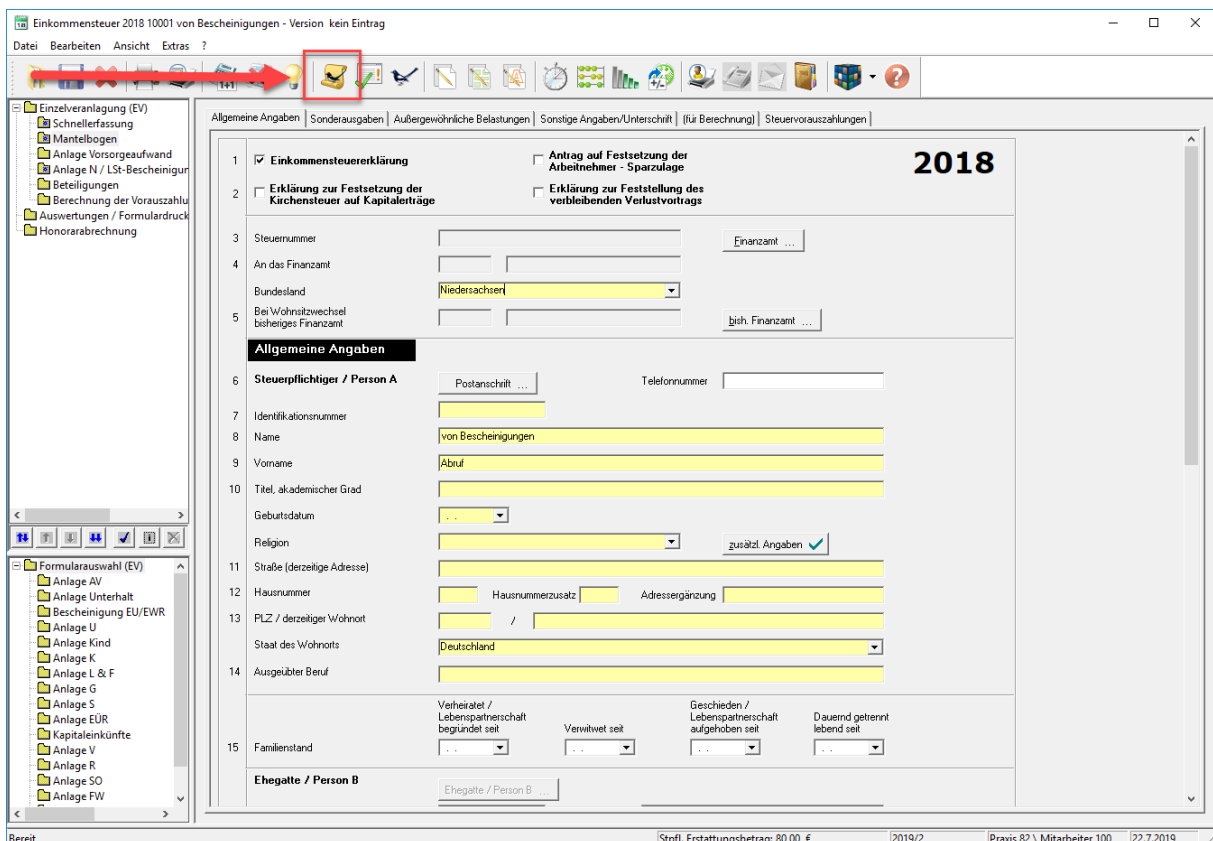 Einkommensteuer 2018 10001 von Bescheinigungen - Version kein Eintrag
Datei Bearbeiten Ansicht Extras ?
1+1
Einzelveranlagung (EV)
Schnellerfassung
Mantelbogen
Anlage Vorsorgeaufwand
Anlage N / LSt-Bescheinigur
Beteiligungen
Berechnung der Vorauszahlu
Auswertungen / Formulardruck
Honorarabrechnung
Formularauswahl (EV)
Anlage AV
Anlage Unterhalt
Bescheinigung EU/EWR
Anlage U
Anlage Kind
Anlage K
Anlage L & F
Anlage G
Anlage S
Anlage EÜR
Kapitaleinkünfte
Anlage V
Anlage R
Anlage SO
Anlage FW
Allgemeine Angaben Sonderausgaben Außergewöhnliche Belastungen Sonstige Angaben/Unterschrift (für Berechnung) Steuervorauszahlungen
1 Einkommensteuererklärung
Antrag auf Festsetzung der
Arbeitnehmer - Sparzulage
2018
2 Erklärung zur Festsetzung der
Kirchensteuer auf Kapitalerträge
Erklärung zur Feststellung des
verbleibenden Verlustvortrags
3 Steuernummer Finanzamt ...
4 An das Finanzamt
Bundesland Niedersachsen
5 Bei Wohnsitzwechsel
bisheriges Finanzamt bish. Finanzamt ...
Allgemeine Angaben
6 Steuerpflichtiger / Person A Postanschrift ... Telefonnummer
7 Identifikationsnummer
8 Name von Bescheinigungen
9 Vorname Abruf
10 Titel, akademischer Grad
Geburtsdatum . .
Religion zusätzl. Angaben
11 Straße (derzeitige Adresse)
12 Hausnummer Hausnummerzusatz Adressergänzung
13 PLZ / derzeitiger Wohnort /
Staat des Wohnorts Deutschland
14 Ausgeübter Beruf
Verheiratet /
Lebenspartnerschaft
begründet seit
Verwitwet seit
Geschieden /
Lebenspartnerschaft
aufgehoben seit
Dauernd getrennt
lebend seit
15 Familienstand . . . . . . . .
Ehegatte / Person B Ehegatte / Person B ...
Bereit Stpfl. Erstattungsbetrag: 80,00 € 2019/2 Praxis 82 \ Mitarbeiter 100 22.7.2019